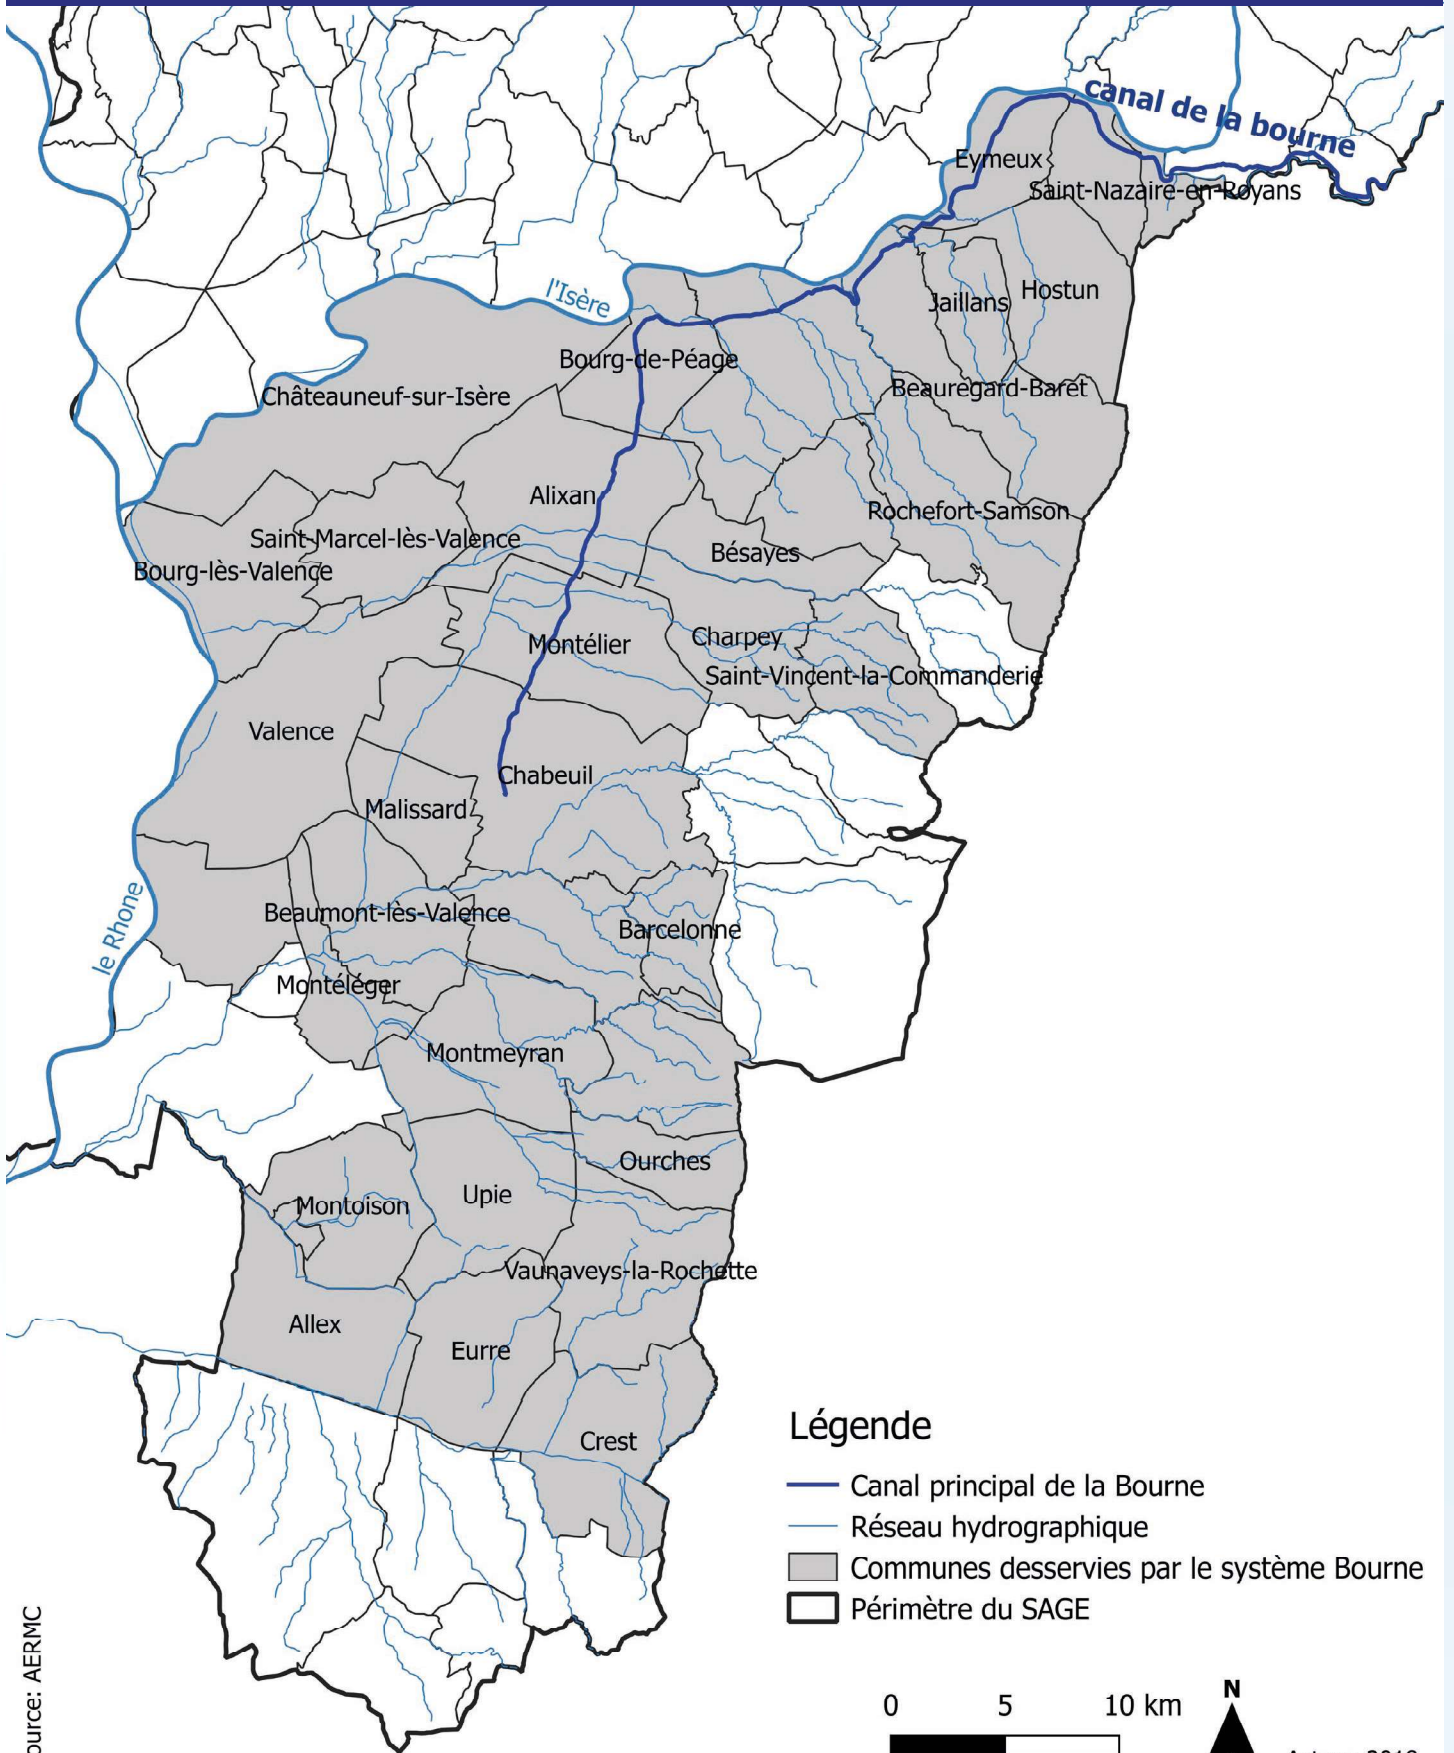 canal de la bourne
Eymeux
Saint-Nazaire-en-Royans
l'Isère
Jaillans
Hostun
Bourg-de-Péage
Châteauneuf-sur-Isère
Beauregard-Baret
Alixan
Rochefort-Samson
Saint-Marcel-lès-Valence
Bésayes
Bourg-lès-Valence
Montélier
Charpey
Saint-Vincent-la-Commanderie
Valence
Chabeuil
Malissard
le Rhone
Beaumont-lès-Valence
Barcelonne
Montéléger
Montmeyran
Ourches
Upie
Montoison
Vaunaveys-la-Rochette
Allex
Eurre
Crest
Légende
Canal principal de la Bourne
Réseau hydrographique
Communes desservies par le système Bourne
Périmètre du SAGE
0 5 10 km
N
ource: AERMC